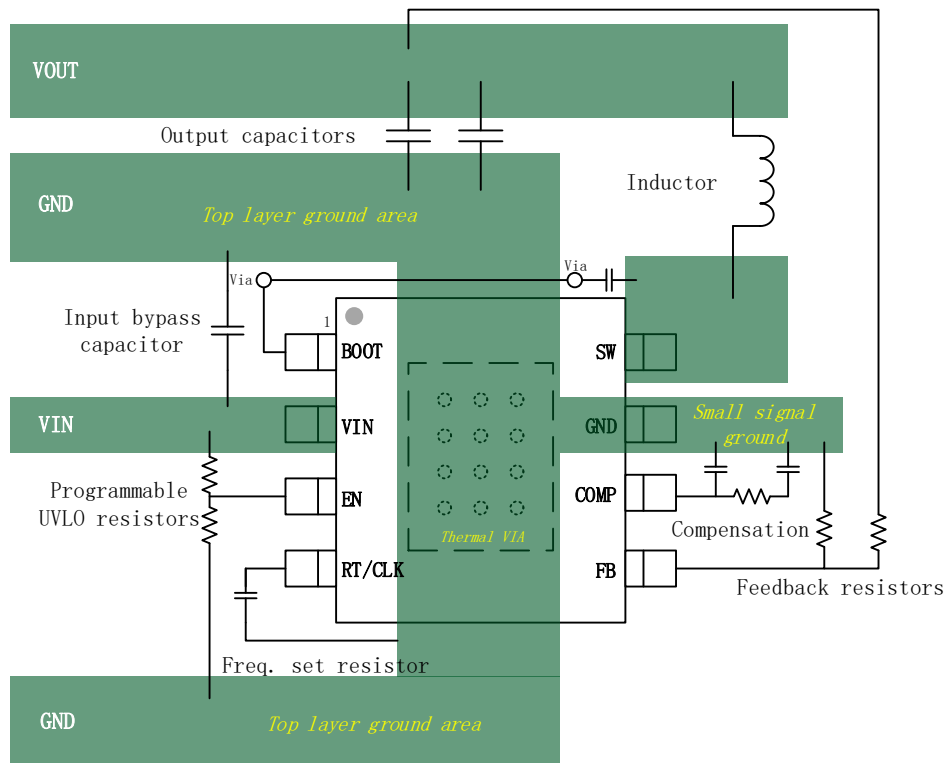 VOUT
Output capacitors
GND
Top layer ground area
Inductor
Via
Via
Input bypass
capacitor
1
BOOT
SW
VIN
VIN
GND
Small signal
ground
Programmable
UVLO resistors
EN
COMP
Compensation
Thermal VIA
RT/CLK
FB
Feedback resistors
Freq. set resistor
GND
Top layer ground area